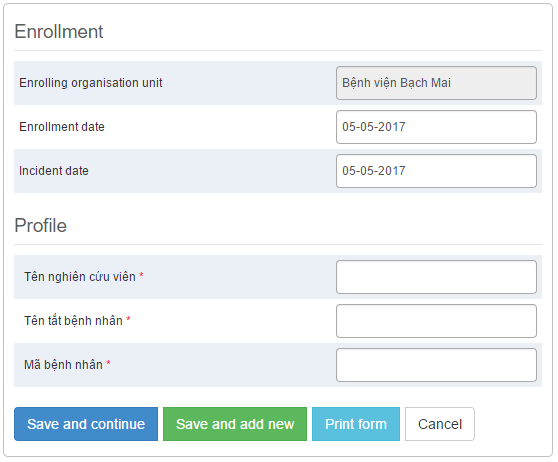 Enrollment
Enrolling organisation unit Bệnh viện Bạch Mai
Enrollment date 05-05-2017
Incident date 05-05-2017
Profile
Tên nghiên cứu viên *
Tên tắt bệnh nhân *
Mã bệnh nhân *
Save and continue Save and add new Print form Cancel